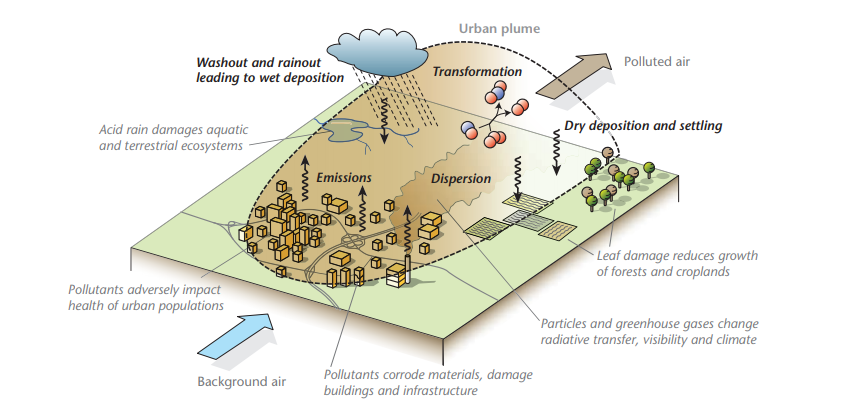 Urban plume
Washout and rainout
leading to wet deposition
Transformation
Polluted air
Acid rain damages aquatic
and terrestrial ecosystems
Dry deposition and settling
Emissions
Dispersion
Leaf damage reduces growth
of forests and croplands
Pollutants adversely impact
health of urban populations
Particles and greenhouse gases change
radiative transfer, visibility and climate
Background air
Pollutants corrode materials, damage
buildings and infrastructure